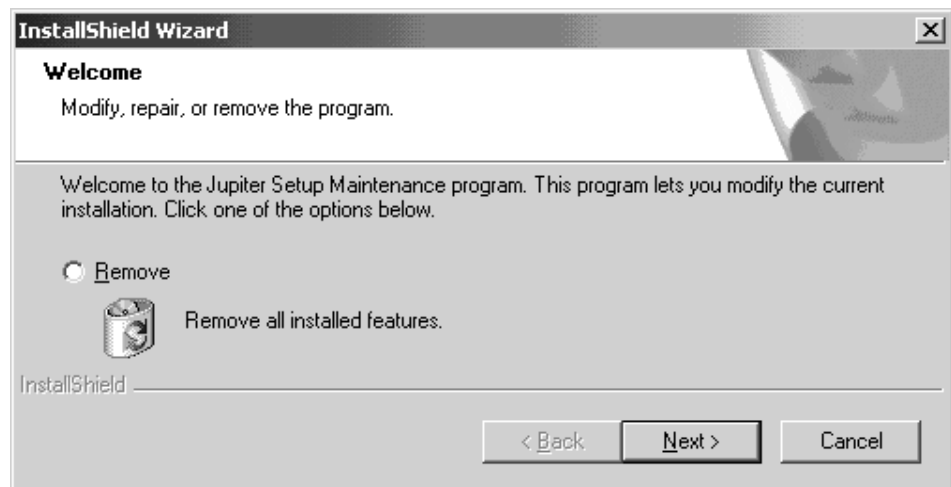 InstallShield Wizard
Welcome
Modify, repair, or remove the program.
Welcome to the Jupiter Setup Maintenance program. This program lets you modify the current
installation. Click one of the options below.
Remove
Remove all installed features.
InstallShield
< Back Next > Cancel